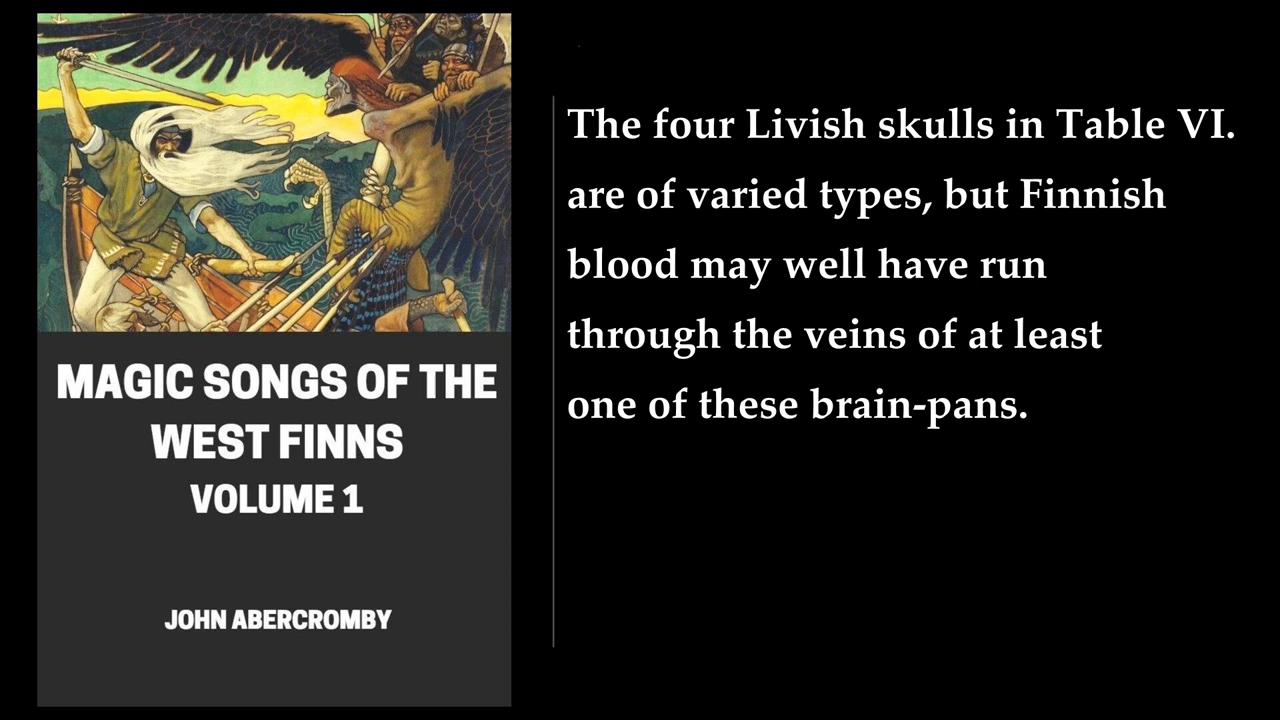 MAGIC SONGS OF THE
WEST FINNS
VOLUME 1
JOHN ABERCROMBY
The four Livish skulls in Table VI.
are of varied types, but Finnish
blood may well have run
through the veins of at least
one of these brain-pans.